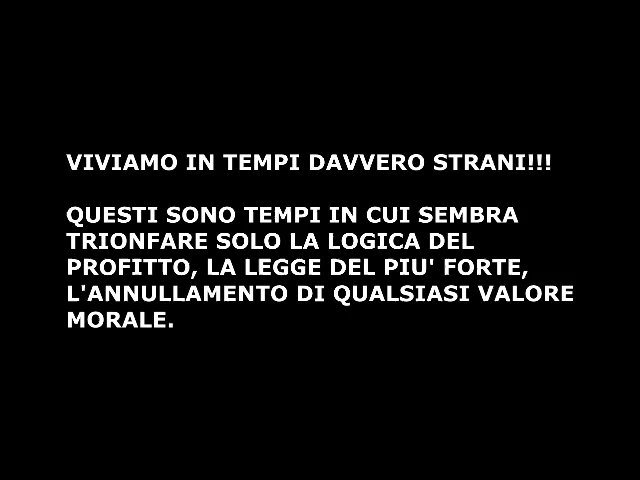 VIVIAMO IN TEMPI DAVVERO STRANI!!!
QUESTI SONO TEMPI IN CUI SEMBRA
TRIONFARE SOLO LA LOGICA DEL
PROFITTO, LA LEGGE DEL PIU' FORTE,
L'ANNULLAMENTO DI QUALSIASI VALORE
MORALE.